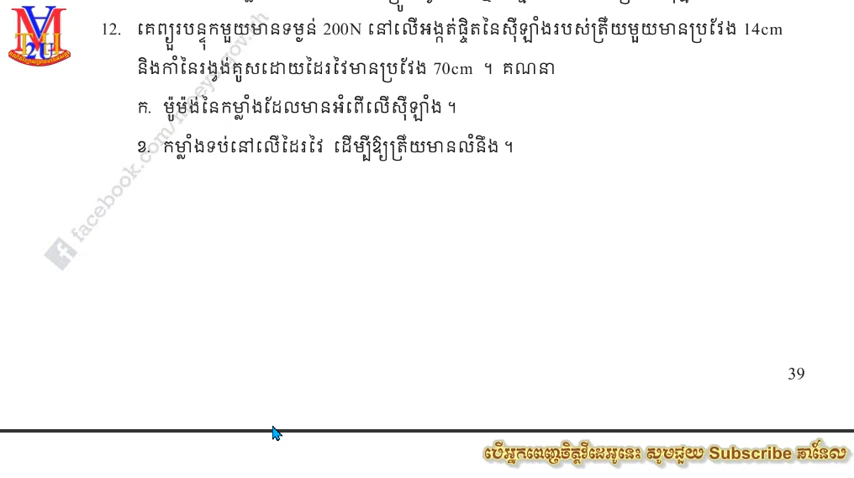 12. គេព្យួរបន្ទុកមួយមានទម្ងន់ 200N នៅលើអង្កត់ផ្ចិតនៃស៊ីឡាំងរបស់ត្រឹយមួយមានប្រវែង 14cm
និងកាំនៃរង្វង់គូសដោយដៃរវៃមានប្រវែង 70cm ។ គណនា
ក. ម៉ូម៉ង់នៃកម្លាំងដែលមានអំពើលើស៊ីឡាំង ។
ខ. កម្លាំងទប់នៅលើដៃរវៃ ដើម្បីឱ្យត្រឹយមានលំនឹង ។
39
បើអ្នកពេញចិត្តវីដេអូនេះ សូមជួយ Subscribe ឆានែល